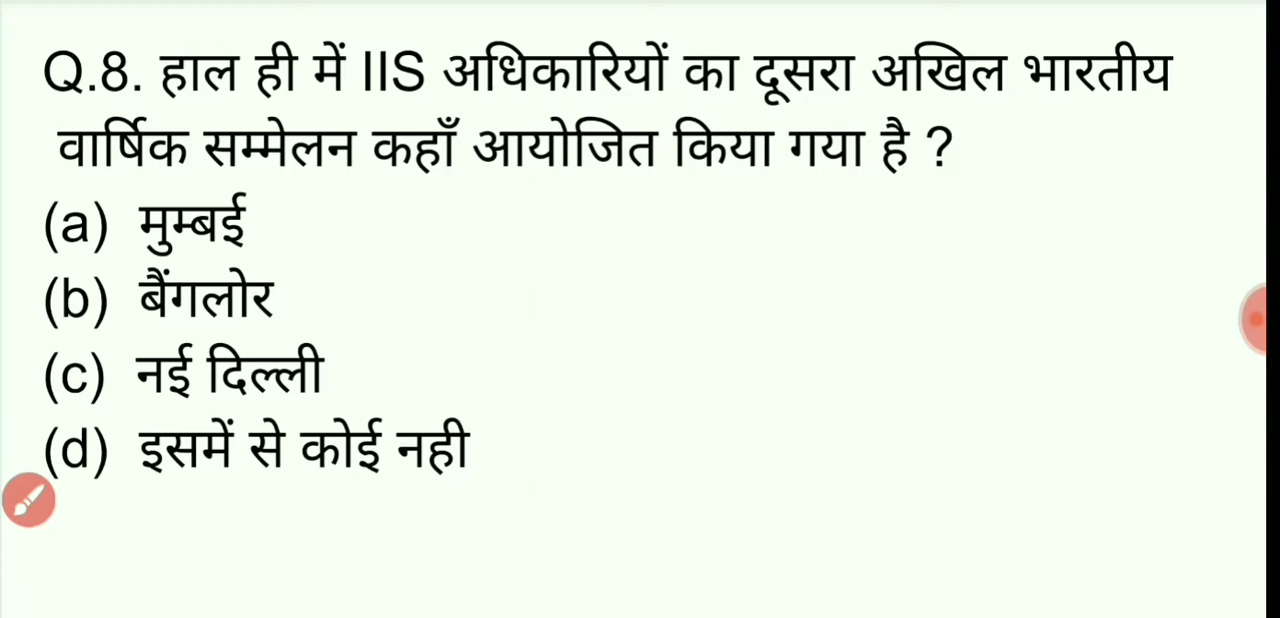 Q.8. हाल ही में IIS अधिकारियों का दूसरा अखिल भारतीय
वार्षिक सम्मेलन कहाँ आयोजित किया गया है ?
(a) मुम्बई
(b) बैंगलोर
(c) नई दिल्ली
(d) इसमें से कोई नही